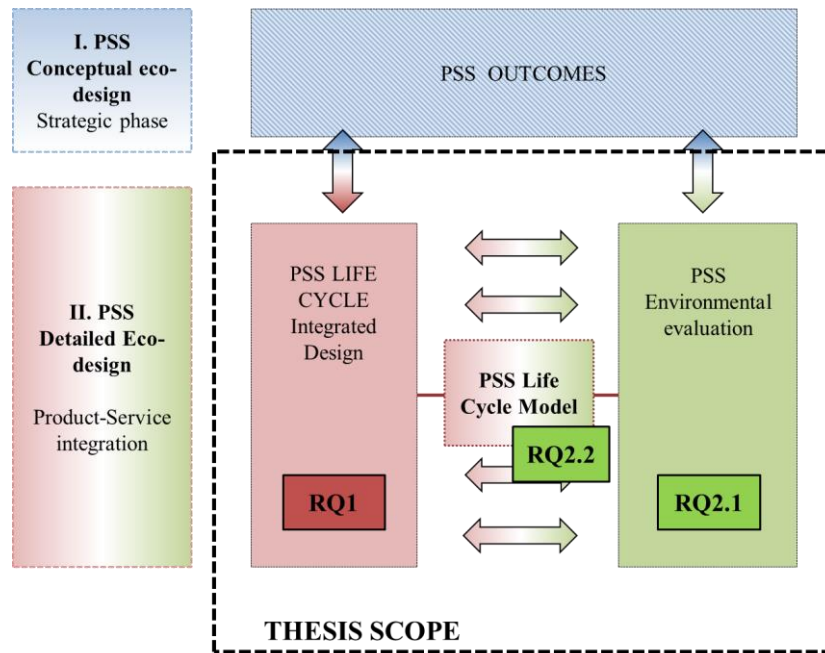 I. PSS
Conceptual eco-
design
Strategic phase
PSS OUTCOMES
II. PSS
Detailed Eco-
design
Product-Service
integration
PSS LIFE
CYCLE
Integrated
Design
RQ1
PSS Life
Cycle Model
RQ2.2
PSS
Environmental
evaluation
RQ2.1
THESIS SCOPE